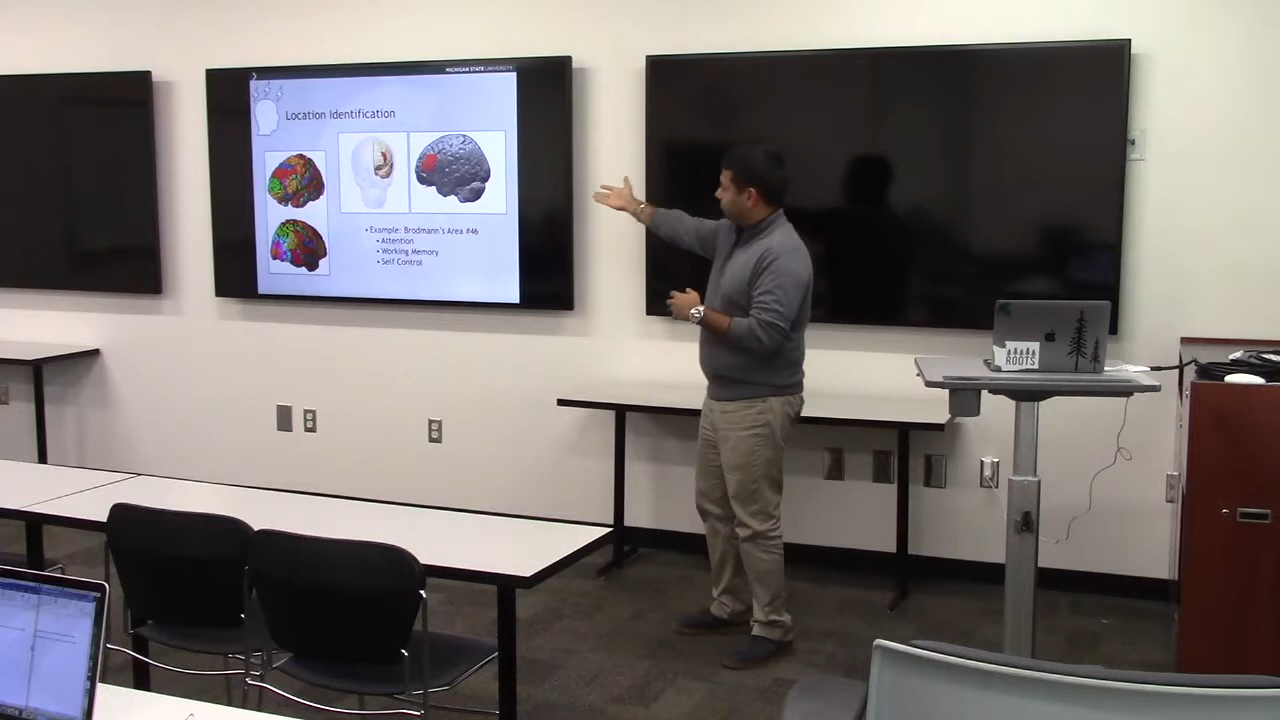 MICHIGAN STATE UNIVERSITY
Location Identification
• Example: Brodmann's Area #46
• Attention
• Working Memory
• Self Control
ROOTS